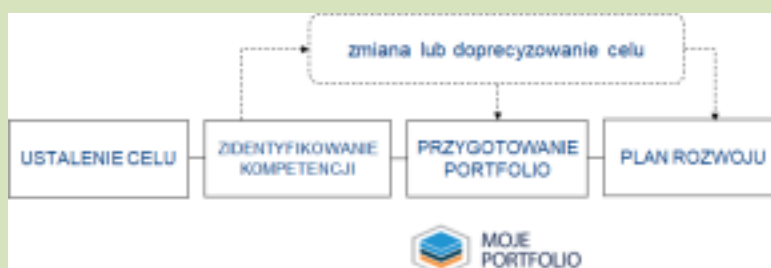 zmiana lub doprecyzowanie celu
USTALENIE CELU
ZIDENTYFIKOWANIE
KOMPETENCJI
PRZYGOTOWANIE
PORTFOLIO
PLAN ROZWOJU
MOJE
PORTFOLIO